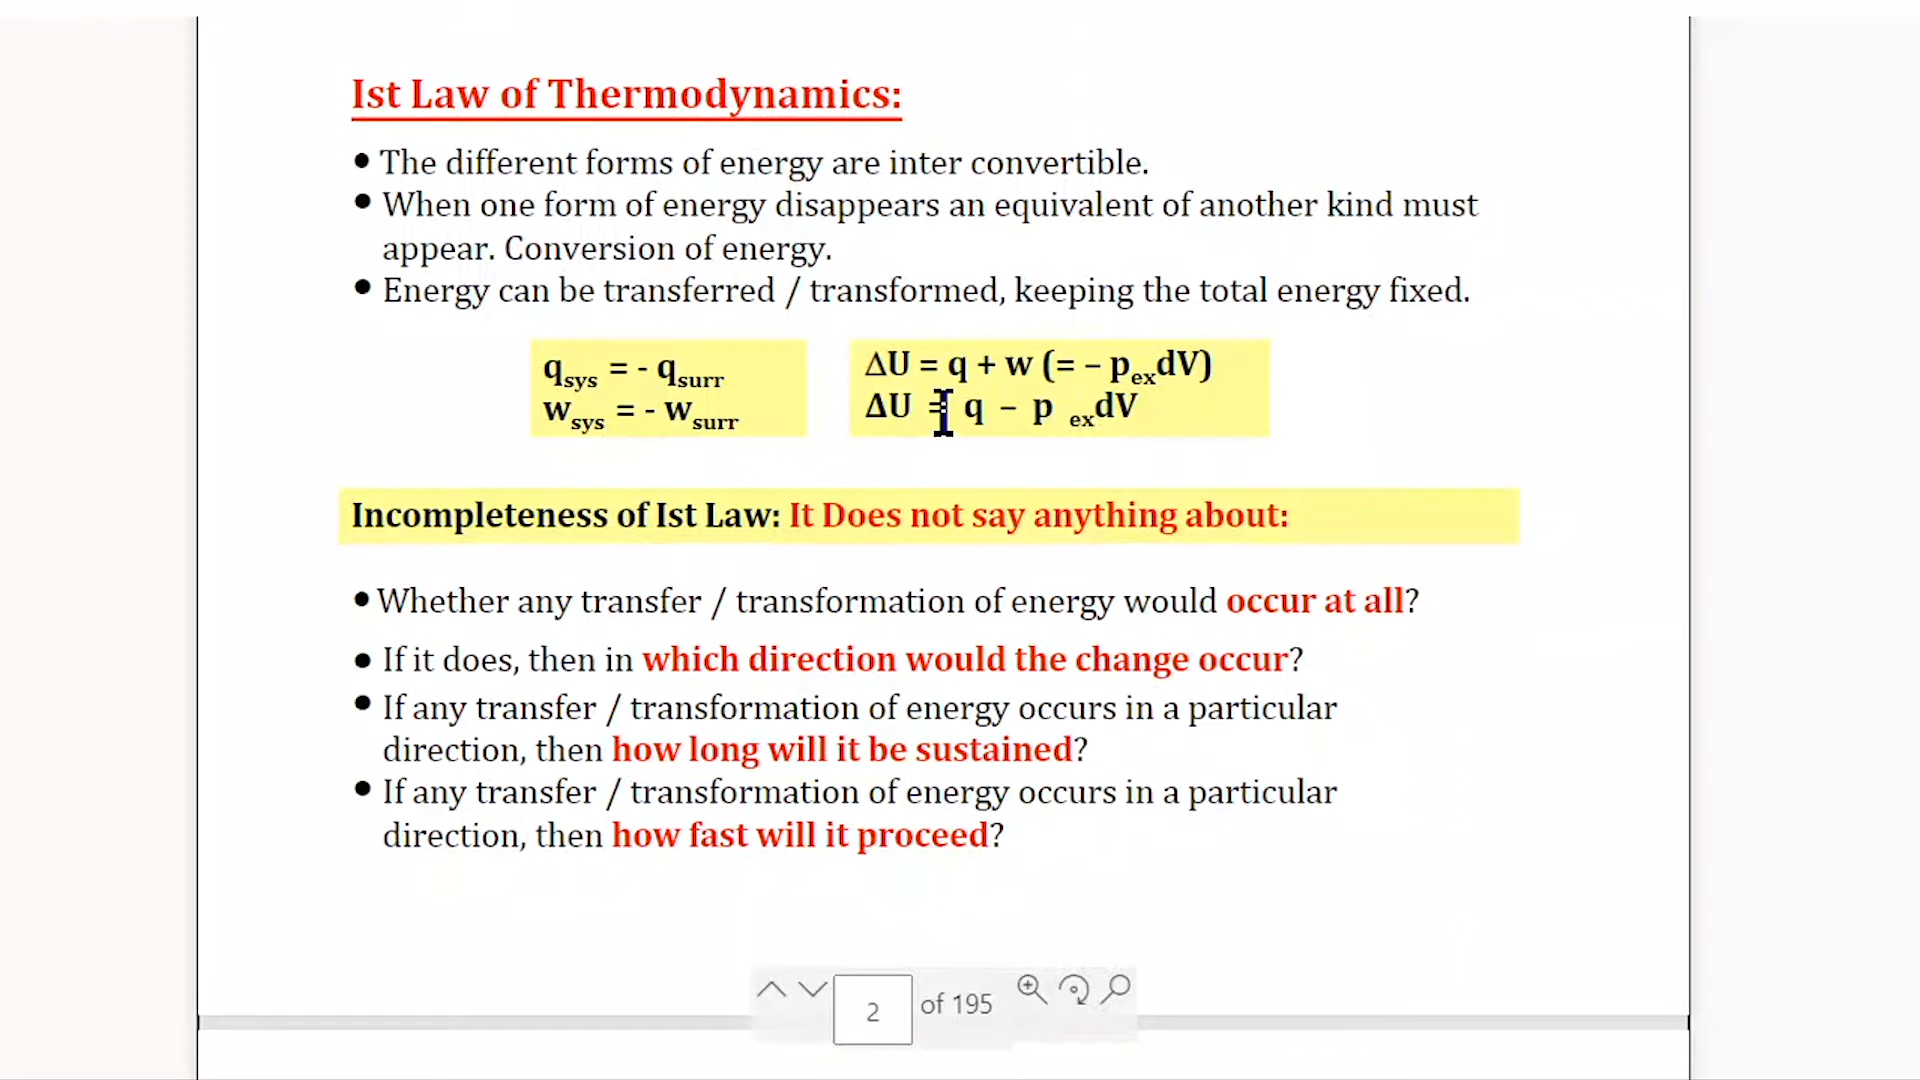 Ist Law of Thermodynamics:
● The different forms of energy are inter convertible.
● When one form of energy disappears an equivalent of another kind must
appear. Conversion of energy.
● Energy can be transferred / transformed, keeping the total energy fixed.
qsys = - qsurr
wsys = - wsurr
ΔU = q + w (= – pexdV)
ΔU = q – p exdV
Incompleteness of Ist Law: It Does not say anything about:
● Whether any transfer / transformation of energy would occur at all?
● If it does, then in which direction would the change occur?
● If any transfer / transformation of energy occurs in a particular
direction, then how long will it be sustained?
● If any transfer / transformation of energy occurs in a particular
direction, then how fast will it proceed?
2 of 195